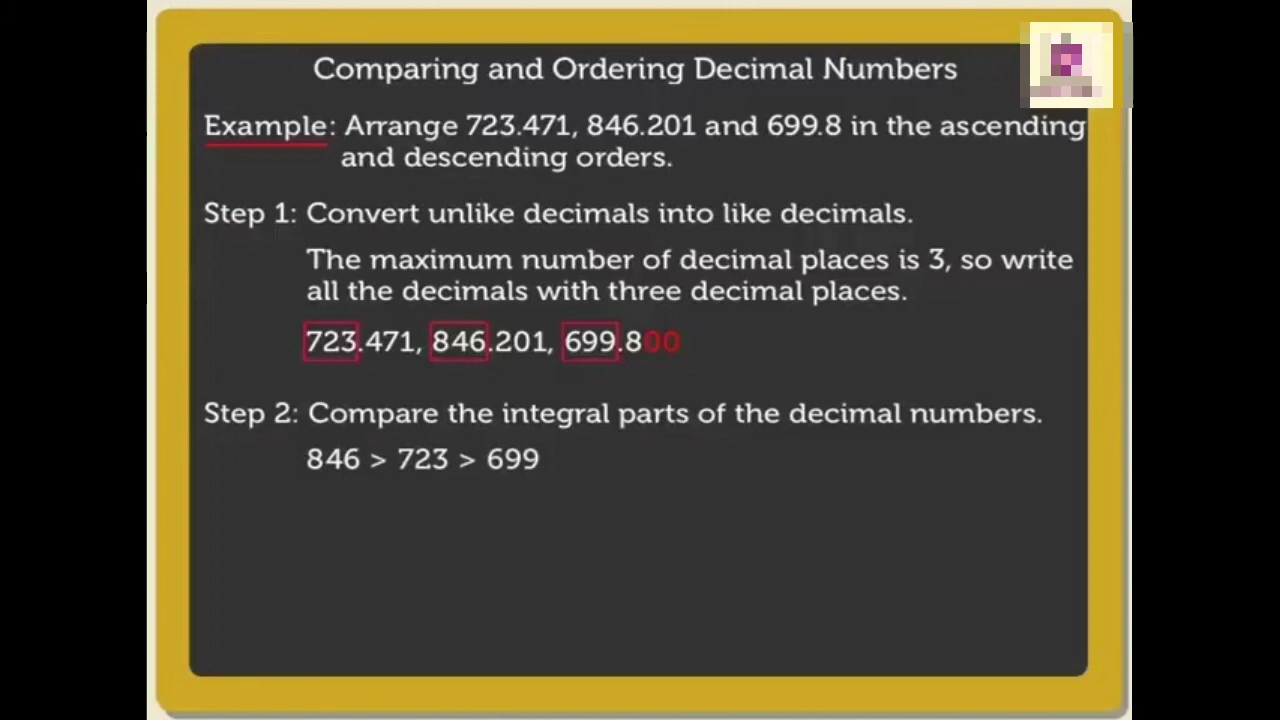 Comparing and Ordering Decimal Numbers
Example: Arrange 723.471, 846.201 and 699.8 in the ascending
and descending orders.
Step 1: Convert unlike decimals into like decimals.
The maximum number of decimal places is 3, so write
all the decimals with three decimal places.
723.471, 846.201, 699.800
Step 2: Compare the integral parts of the decimal numbers.
846 > 723 > 699